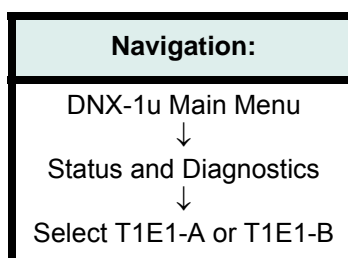 Navigation:
DNX-1u Main Menu
↓
Status and Diagnostics
↓
Select T1E1-A or T1E1-B